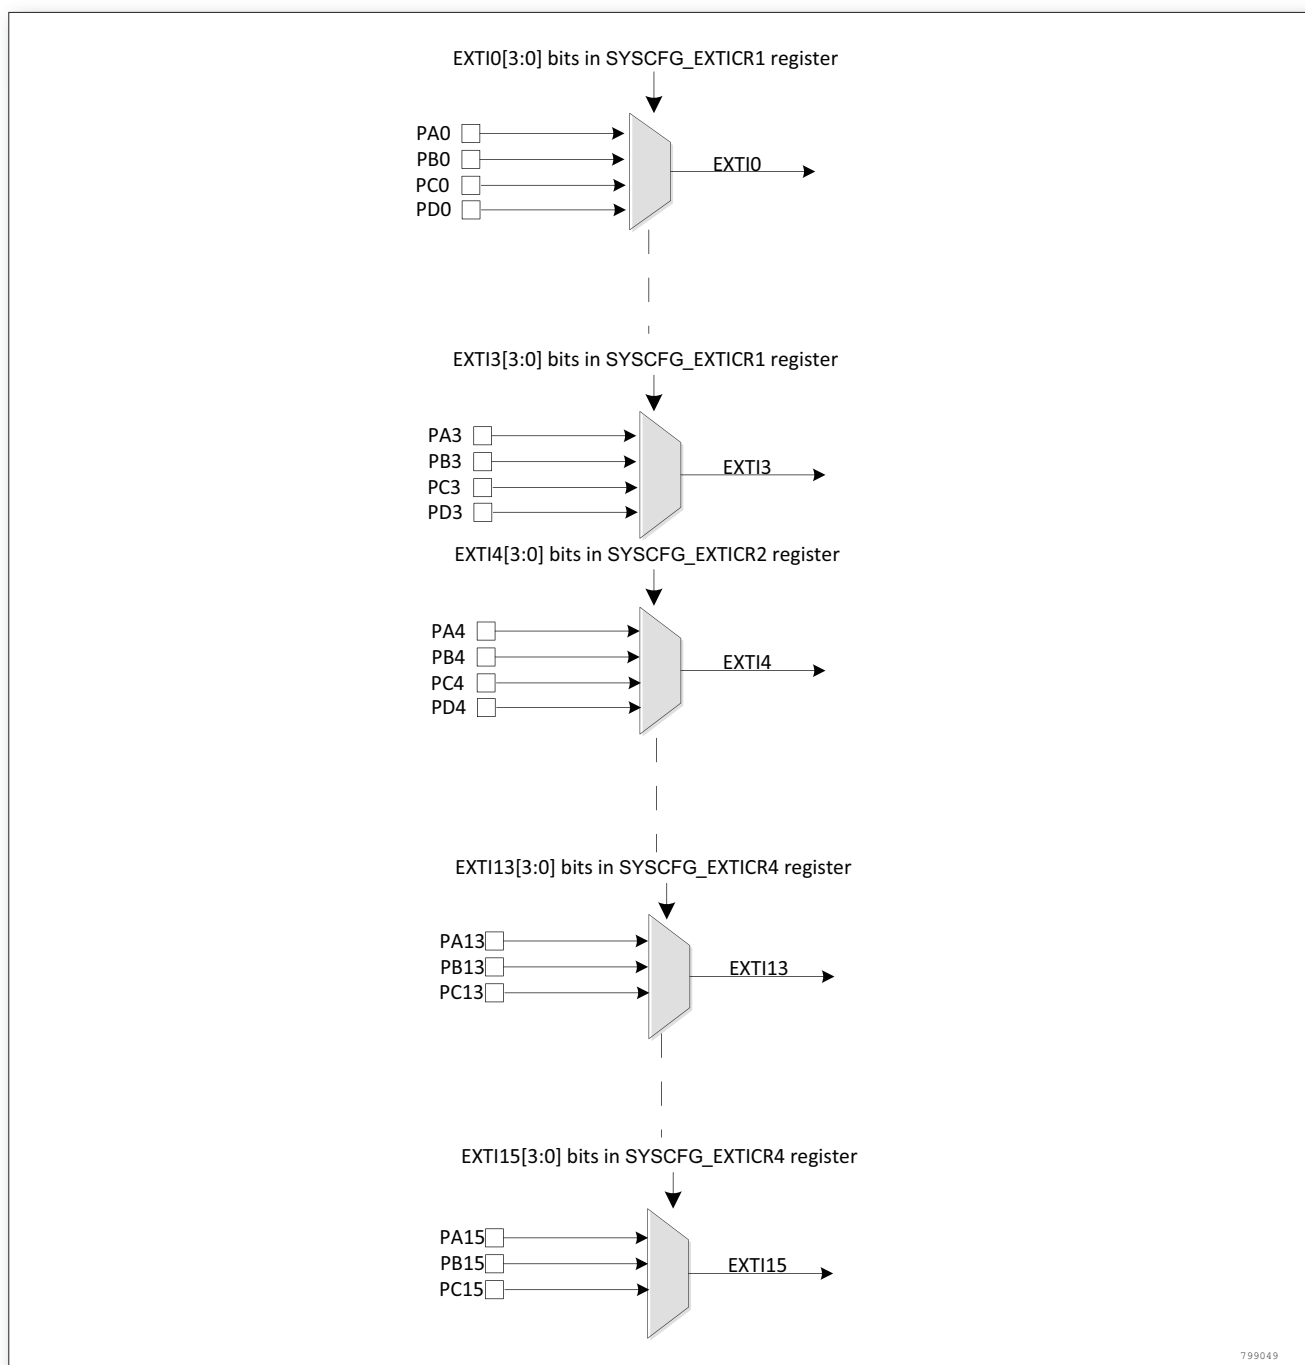 EXTI0[3:0] bits in SYSCFG_EXTICR1 register
PA0
PB0
PC0
PD0
EXTI0
EXTI3[3:0] bits in SYSCFG_EXTICR1 register
PA3
PB3
PC3
PD3
EXTI3
EXTI4[3:0] bits in SYSCFG_EXTICR2 register
PA4
PB4
PC4
PD4
EXTI4
EXTI13[3:0] bits in SYSCFG_EXTICR4 register
PA13
PB13
PC13
EXTI13
EXTI15[3:0] bits in SYSCFG_EXTICR4 register
PA15
PB15
PC15
EXTI15
799049